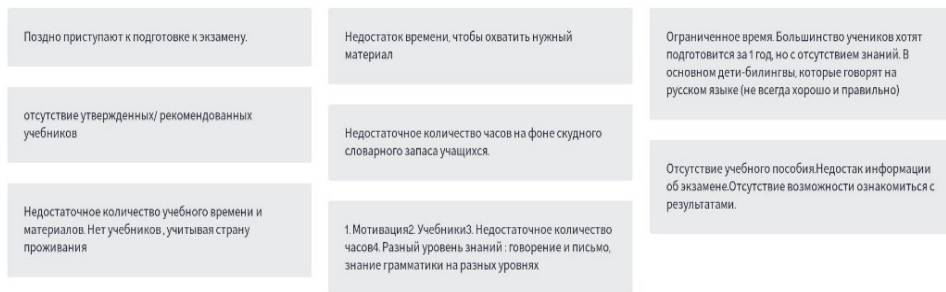 Поздно приступают к подготовке к экзамену.
отсутствие утвержденных/ рекомендованных
учебников
Недостаточное количество учебного времени и
материалов. Нет учебников, учитывая страну
проживания
Недостаток времени, чтобы охватить нужный
материал
Недостаточное количество часов на фоне скудного
словарного запаса учащихся.
1. Мотивация2. Учебники3. Недостаточное количество
часов4. Разный уровень знаний : говорение и письмо,
знание грамматики на разных уровнях
Ограниченное время. Большинство учеников хотят
подготовится за 1 год, но с отсутствием знаний. В
основном дети-билингвы, которые говорят на
русском языке (не всегда хорошо и правильно)
Отсутствие учебного пособия.Недостак информации
об экзамене.Отсутствие возможности ознакомиться с
результатами.